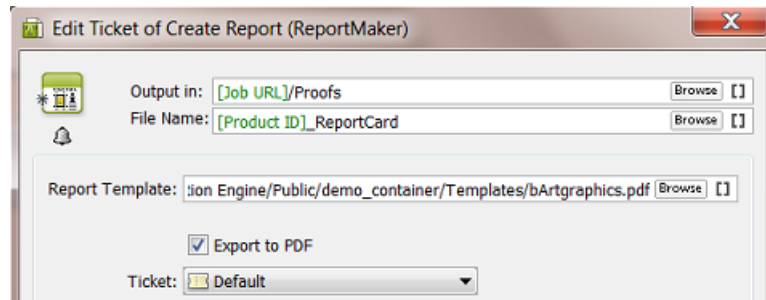 Edit Ticket of Create Report (ReportMaker)
Output in: [Job URL]/Proofs Browse []
File Name: [Product ID]_ReportCard Browse []
Report Template: tion Engine/Public/demo_container/Templates/bArtgraphics.pdf Browse []
Export to PDF
Ticket: Default